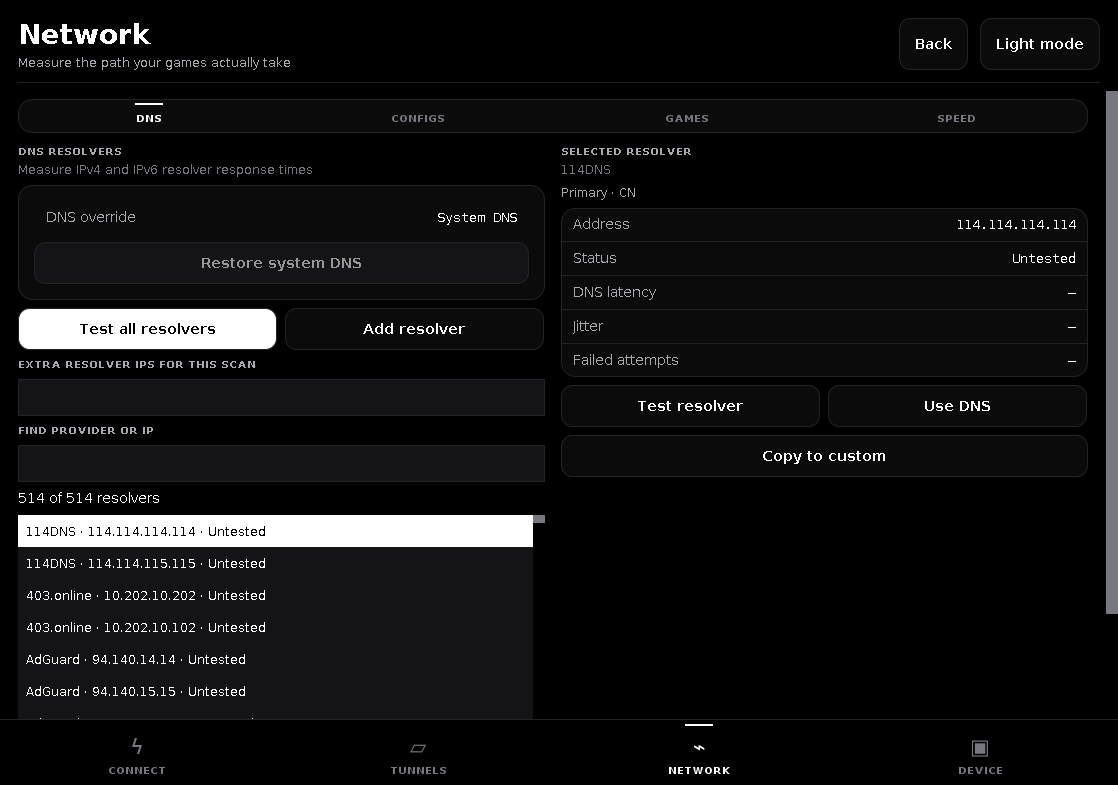 Network
Measure the path your games actually take
Back
Light mode
DNS
CONFIGS
GAMES
SPEED
DNS RESOLVERS
Measure IPv4 and IPv6 resolver response times
DNS override
System DNS
Restore system DNS
Test all resolvers
Add resolver
EXTRA RESOLVER IPS FOR THIS SCAN
FIND PROVIDER OR IP
514 of 514 resolvers
114DNS · 114.114.114.114 · Untested
114DNS · 114.114.115.115 · Untested
403.online · 10.202.10.202 · Untested
403.online · 10.202.10.102 · Untested
AdGuard · 94.140.14.14 · Untested
AdGuard · 94.140.15.15 · Untested
SELECTED RESOLVER
114DNS
Primary · CN
Address
114.114.114.114
Status
Untested
DNS latency
—
Jitter
—
Failed attempts
—
Test resolver
Use DNS
Copy to custom
CONNECT
TUNNELS
NETWORK
DEVICE